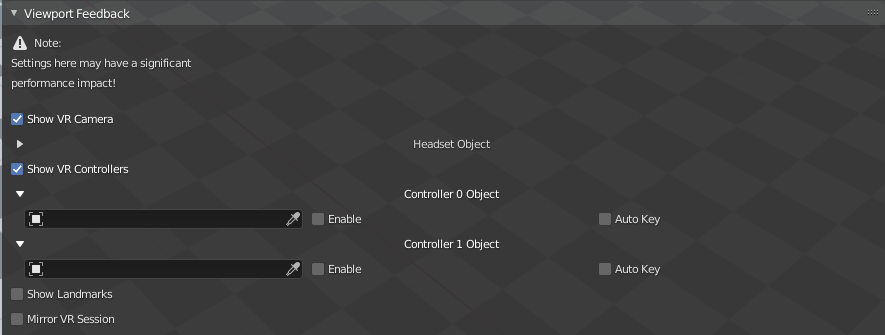 Viewport Feedback
Note:
Settings here may have a significant
performance impact!
Show VR Camera
Headset Object
Show VR Controllers
Controller 0 Object
Enable Auto Key
Controller 1 Object
Enable Auto Key
Show Landmarks
Mirror VR Session